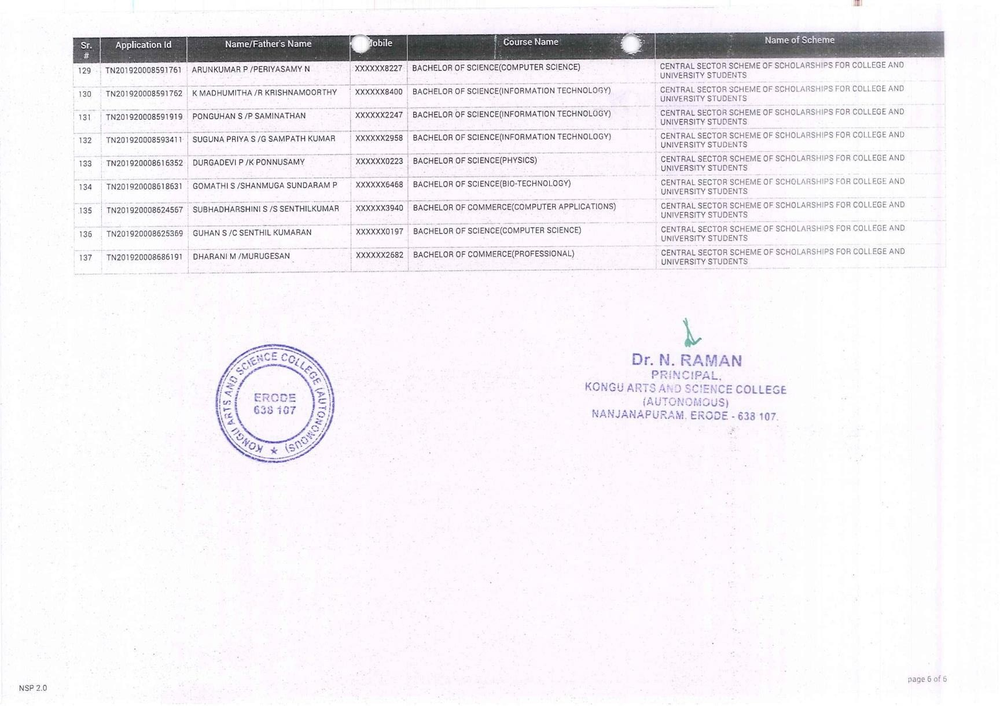 Sr. # Application Id Name/Father's Name Mobile Course Name Name of Scheme
129 TN201920008591761 ARUNKUMAR P /PERIYASAMY N XXXXXX8227 BACHELOR OF SCIENCE(COMPUTER SCIENCE) CENTRAL SECTOR SCHEME OF SCHOLARSHIPS FOR COLLEGE AND
UNIVERSITY STUDENTS
130 TN201920008591762 K MADHUMITHA /R KRISHNAMOORTHY XXXXXX8400 BACHELOR OF SCIENCE(INFORMATION TECHNOLOGY) CENTRAL SECTOR SCHEME OF SCHOLARSHIPS FOR COLLEGE AND
UNIVERSITY STUDENTS
131 TN201920008591919 PONGUHAN S /P SAMINATHAN XXXXXX2247 BACHELOR OF SCIENCE(INFORMATION TECHNOLOGY) CENTRAL SECTOR SCHEME OF SCHOLARSHIPS FOR COLLEGE AND
UNIVERSITY STUDENTS
132 TN201920008593411 SUGUNA PRIYA S /G SAMPATH KUMAR XXXXXX2958 BACHELOR OF SCIENCE(INFORMATION TECHNOLOGY) CENTRAL SECTOR SCHEME OF SCHOLARSHIPS FOR COLLEGE AND
UNIVERSITY STUDENTS
133 TN201920008616352 DURGADEVI P /K PONNUSAMY XXXXXX0223 BACHELOR OF SCIENCE(PHYSICS) CENTRAL SECTOR SCHEME OF SCHOLARSHIPS FOR COLLEGE AND
UNIVERSITY STUDENTS
134 TN201920008618631 GOMATHI S /SHANMUGA SUNDARAM P XXXXXX6468 BACHELOR OF SCIENCE(BIO-TECHNOLOGY) CENTRAL SECTOR SCHEME OF SCHOLARSHIPS FOR COLLEGE AND
UNIVERSITY STUDENTS
135 TN201920008624567 SUBHADHARSHINI S /S SENTHILKUMAR XXXXXX3940 BACHELOR OF COMMERCE(COMPUTER APPLICATIONS) CENTRAL SECTOR SCHEME OF SCHOLARSHIPS FOR COLLEGE AND
UNIVERSITY STUDENTS
136 TN201920008625369 GUHAN S /C SENTHIL KUMARAN XXXXXX0197 BACHELOR OF SCIENCE(COMPUTER SCIENCE) CENTRAL SECTOR SCHEME OF SCHOLARSHIPS FOR COLLEGE AND
UNIVERSITY STUDENTS
137 TN201920008686191 DHARANI M /MURUGESAN XXXXXX2682 BACHELOR OF COMMERCE(PROFESSIONAL) CENTRAL SECTOR SCHEME OF SCHOLARSHIPS FOR COLLEGE AND
UNIVERSITY STUDENTS
KONGU ARTS AND SCIENCE COLLEGE (AUTONOMOUS) ★
ERODE
638 107
Dr. N. RAMAN
PRINCIPAL,
KONGU ARTS AND SCIENCE COLLEGE
(AUTONOMOUS)
NANJANAPURAM, ERODE - 638 107.
NSP 2.0
page 6 of 6